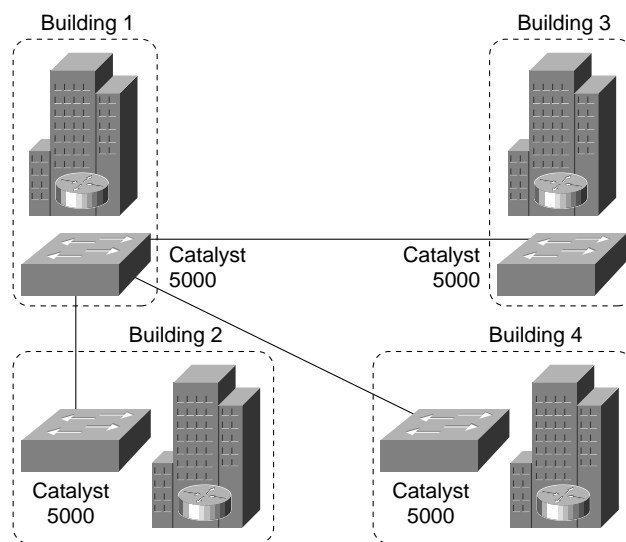 Building 1
Building 3
Catalyst
5000
Catalyst
5000
Building 2
Building 4
Catalyst
5000
Catalyst
5000